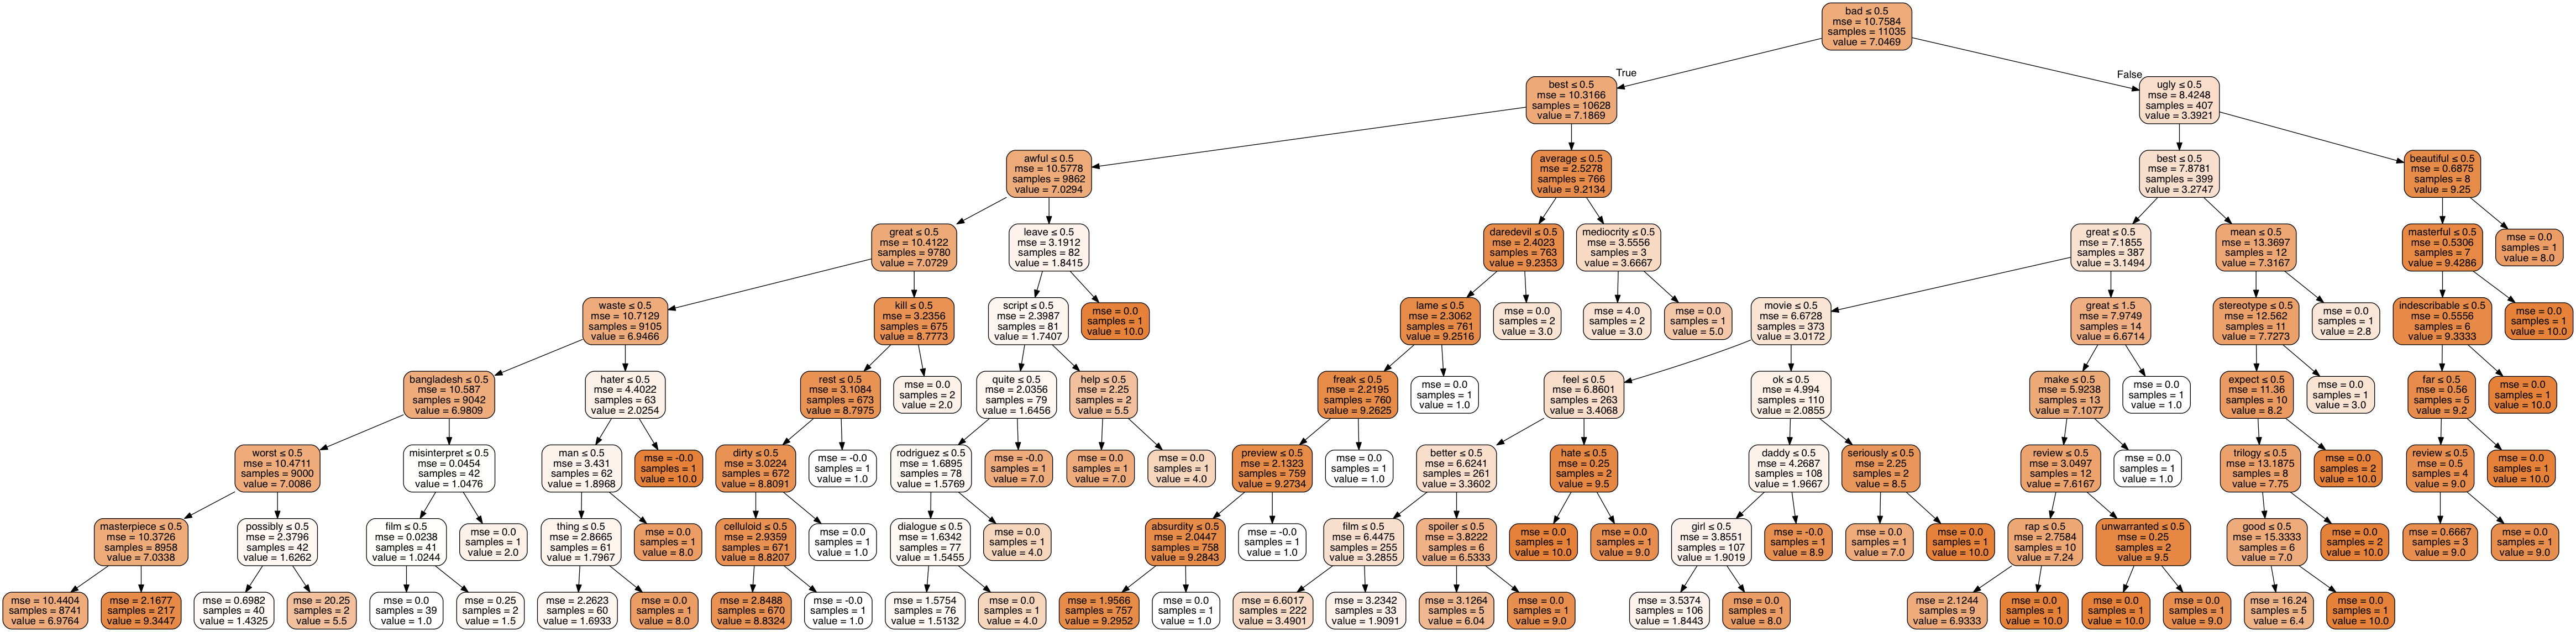 bad ≤ 0.5
mse = 10.7584
samples = 11035
value = 7.0469
True
False
best ≤ 0.5
mse = 10.3166
samples = 10628
value = 7.1869
ugly ≤ 0.5
mse = 8.4248
samples = 407
value = 3.3921
awful ≤ 0.5
mse = 10.5778
samples = 9862
value = 7.0294
average ≤ 0.5
mse = 2.5278
samples = 766
value = 9.2134
best ≤ 0.5
mse = 7.8781
samples = 399
value = 3.2747
beautiful ≤ 0.5
mse = 0.6875
samples = 8
value = 9.25
great ≤ 0.5
mse = 10.4122
samples = 9780
value = 7.0729
leave ≤ 0.5
mse = 3.1912
samples = 82
value = 1.8415
daredevil ≤ 0.5
mse = 2.4023
samples = 763
value = 9.2353
mediocrity ≤ 0.5
mse = 3.5556
samples = 3
value = 3.6667
great ≤ 0.5
mse = 7.1855
samples = 387
value = 3.1494
mean ≤ 0.5
mse = 13.3697
samples = 12
value = 7.3167
masterful ≤ 0.5
mse = 0.5306
samples = 7
value = 9.4286
mse = 0.0
samples = 1
value = 8.0
waste ≤ 0.5
mse = 10.7129
samples = 9105
value = 6.9466
kill ≤ 0.5
mse = 3.2356
samples = 675
value = 8.7773
script ≤ 0.5
mse = 2.3987
samples = 81
value = 1.7407
mse = 0.0
samples = 1
value = 10.0
lame ≤ 0.5
mse = 2.3062
samples = 761
value = 9.2516
mse = 0.0
samples = 2
value = 3.0
mse = 4.0
samples = 2
value = 3.0
mse = 0.0
samples = 1
value = 5.0
movie ≤ 0.5
mse = 6.6728
samples = 373
value = 3.0172
great ≤ 1.5
mse = 7.9749
samples = 14
value = 6.6714
stereotype ≤ 0.5
mse = 12.562
samples = 11
value = 7.7273
mse = 0.0
samples = 1
value = 2.8
indescribable ≤ 0.5
mse = 0.5556
samples = 6
value = 9.3333
mse = 0.0
samples = 1
value = 10.0
bangladesh ≤ 0.5
mse = 10.587
samples = 9042
value = 6.9809
hater ≤ 0.5
mse = 4.4022
samples = 63
value = 2.0254
rest ≤ 0.5
mse = 3.1084
samples = 673
value = 8.7975
mse = 0.0
samples = 2
value = 2.0
quite ≤ 0.5
mse = 2.0356
samples = 79
value = 1.6456
help ≤ 0.5
mse = 2.25
samples = 2
value = 5.5
freak ≤ 0.5
mse = 2.2195
samples = 760
value = 9.2625
mse = 0.0
samples = 1
value = 1.0
feel ≤ 0.5
mse = 6.8601
samples = 263
value = 3.4068
ok ≤ 0.5
mse = 4.994
samples = 110
value = 2.0855
make ≤ 0.5
mse = 5.9238
samples = 13
value = 7.1077
mse = 0.0
samples = 1
value = 1.0
expect ≤ 0.5
mse = 11.36
samples = 10
value = 8.2
mse = 0.0
samples = 1
value = 3.0
far ≤ 0.5
mse = 0.56
samples = 5
value = 9.2
mse = 0.0
samples = 1
value = 10.0
worst ≤ 0.5
mse = 10.4711
samples = 9000
value = 7.0086
misinterpret ≤ 0.5
mse = 0.0454
samples = 42
value = 1.0476
man ≤ 0.5
mse = 3.431
samples = 62
value = 1.8968
mse = -0.0
samples = 1
value = 10.0
dirty ≤ 0.5
mse = 3.0224
samples = 672
value = 8.8091
mse = -0.0
samples = 1
value = 1.0
rodriguez ≤ 0.5
mse = 1.6895
samples = 78
value = 1.5769
mse = -0.0
samples = 1
value = 7.0
mse = 0.0
samples = 1
value = 7.0
mse = 0.0
samples = 1
value = 4.0
preview ≤ 0.5
mse = 2.1323
samples = 759
value = 9.2734
mse = 0.0
samples = 1
value = 1.0
better ≤ 0.5
mse = 6.6241
samples = 261
value = 3.3602
hate ≤ 0.5
mse = 0.25
samples = 2
value = 9.5
daddy ≤ 0.5
mse = 4.2687
samples = 108
value = 1.9667
seriously ≤ 0.5
mse = 2.25
samples = 2
value = 8.5
review ≤ 0.5
mse = 3.0497
samples = 12
value = 7.6167
mse = 0.0
samples = 1
value = 1.0
trilogy ≤ 0.5
mse = 13.1875
samples = 8
value = 7.75
mse = 0.0
samples = 2
value = 10.0
review ≤ 0.5
mse = 0.5
samples = 4
value = 9.0
mse = 0.0
samples = 1
value = 10.0
masterpiece ≤ 0.5
mse = 10.3726
samples = 8958
value = 7.0338
possibly ≤ 0.5
mse = 2.3796
samples = 42
value = 1.6262
film ≤ 0.5
mse = 0.0238
samples = 41
value = 1.0244
mse = 0.0
samples = 1
value = 2.0
thing ≤ 0.5
mse = 2.8665
samples = 61
value = 1.7967
mse = 0.0
samples = 1
value = 8.0
celluloid ≤ 0.5
mse = 2.9359
samples = 671
value = 8.8207
mse = 0.0
samples = 1
value = 1.0
dialogue ≤ 0.5
mse = 1.6342
samples = 77
value = 1.5455
mse = 0.0
samples = 1
value = 4.0
absurdity ≤ 0.5
mse = 2.0447
samples = 758
value = 9.2843
mse = -0.0
samples = 1
value = 1.0
film ≤ 0.5
mse = 6.4475
samples = 255
value = 3.2855
spoiler ≤ 0.5
mse = 3.8222
samples = 6
value = 6.5333
mse = 0.0
samples = 1
value = 10.0
mse = 0.0
samples = 1
value = 9.0
girl ≤ 0.5
mse = 3.8551
samples = 107
value = 1.9019
mse = -0.0
samples = 1
value = 8.9
mse = 0.0
samples = 1
value = 7.0
mse = 0.0
samples = 1
value = 10.0
rap ≤ 0.5
mse = 2.7584
samples = 10
value = 7.24
unwarranted ≤ 0.5
mse = 0.25
samples = 2
value = 9.5
good ≤ 0.5
mse = 15.3333
samples = 6
value = 7.0
mse = 0.0
samples = 2
value = 10.0
mse = 0.6667
samples = 3
value = 9.0
mse = 0.0
samples = 1
value = 9.0
mse = 10.4404
samples = 8741
value = 6.9764
mse = 2.1677
samples = 217
value = 9.3447
mse = 0.6982
samples = 40
value = 1.4325
mse = 20.25
samples = 2
value = 5.5
mse = 0.0
samples = 39
value = 1.0
mse = 0.25
samples = 2
value = 1.5
mse = 2.2623
samples = 60
value = 1.6933
mse = 0.0
samples = 1
value = 8.0
mse = 2.8488
samples = 670
value = 8.8324
mse = -0.0
samples = 1
value = 1.0
mse = 1.5754
samples = 76
value = 1.5132
mse = 0.0
samples = 1
value = 4.0
mse = 1.9566
samples = 757
value = 9.2952
mse = 0.0
samples = 1
value = 1.0
mse = 6.6017
samples = 222
value = 3.4901
mse = 3.2342
samples = 33
value = 1.9091
mse = 3.1264
samples = 5
value = 6.04
mse = 0.0
samples = 1
value = 9.0
mse = 3.5374
samples = 106
value = 1.8443
mse = 0.0
samples = 1
value = 8.0
mse = 2.1244
samples = 9
value = 6.9333
mse = 0.0
samples = 1
value = 10.0
mse = 0.0
samples = 1
value = 10.0
mse = 0.0
samples = 1
value = 9.0
mse = 16.24
samples = 5
value = 6.4
mse = 0.0
samples = 1
value = 10.0